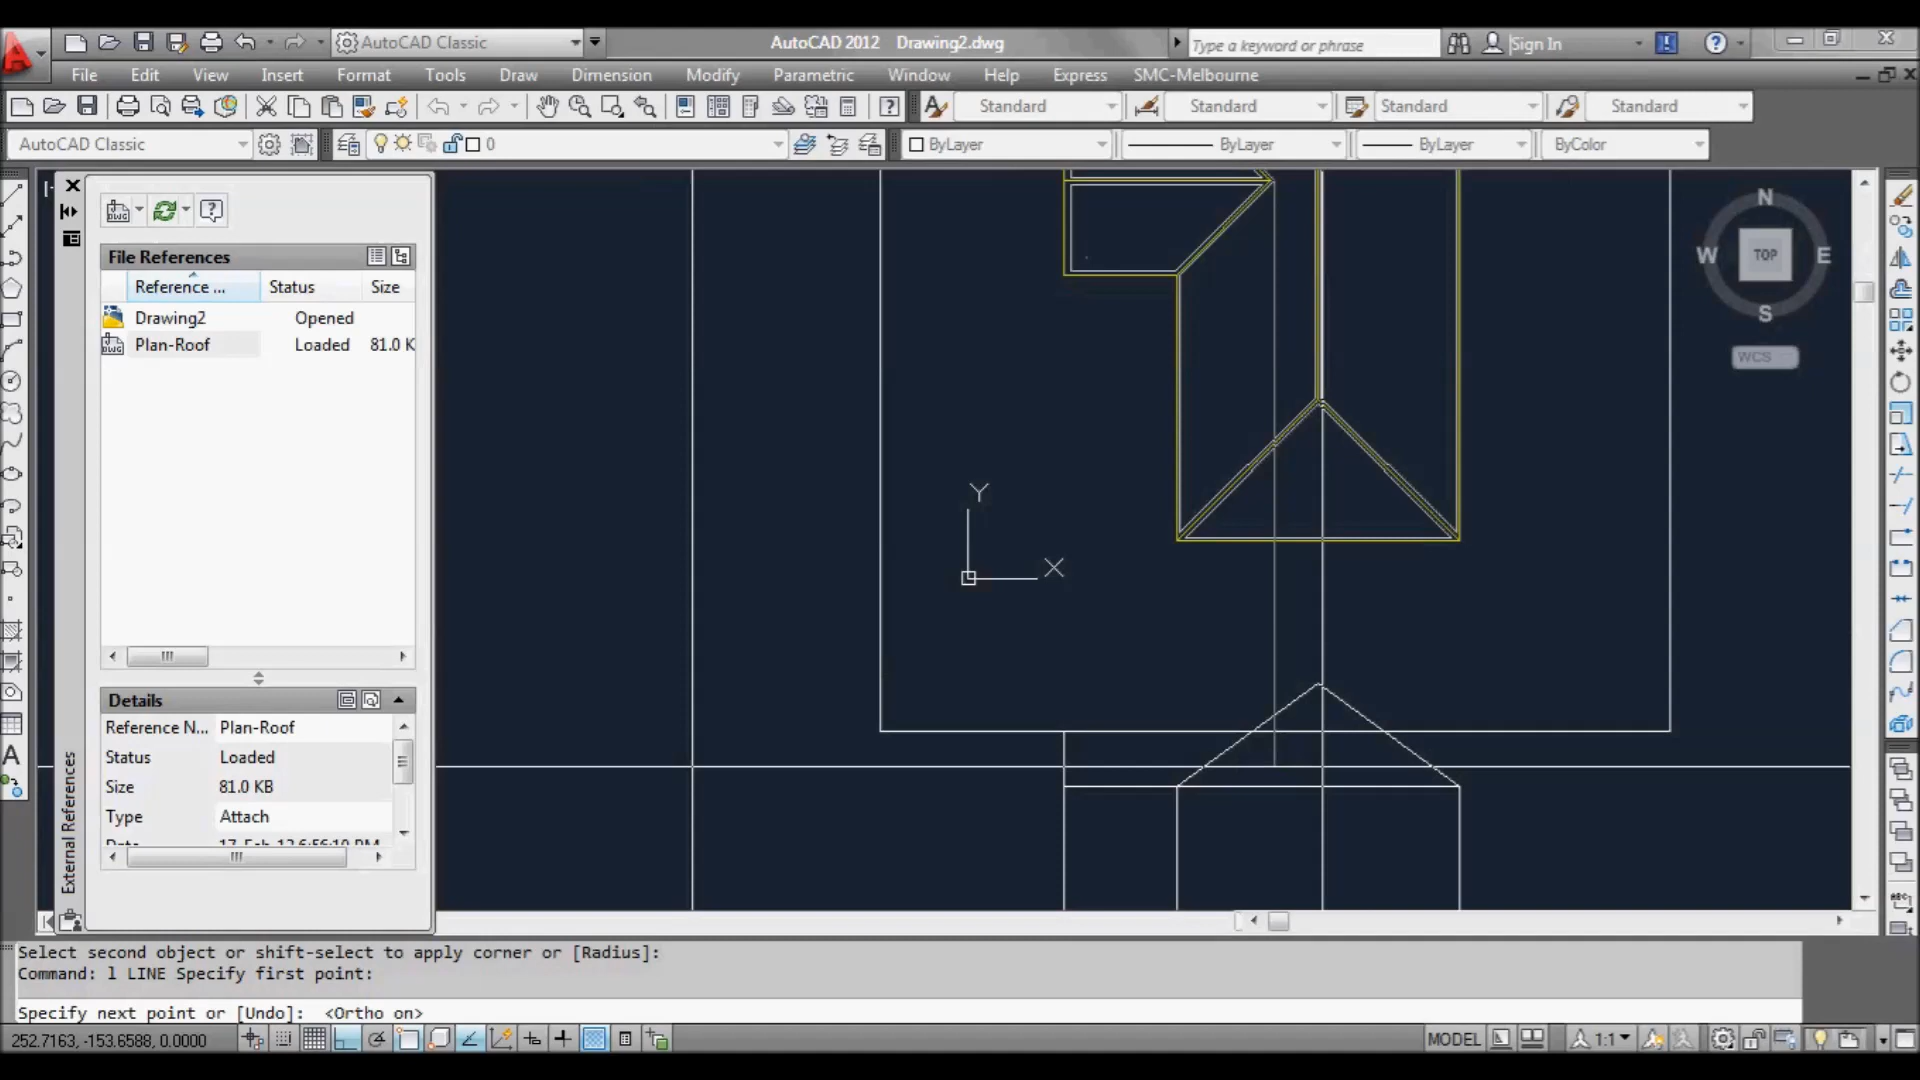 AutoCAD Classic
AutoCAD 2012 Drawing2.dwg
Type a keyword or phrase
Sign In
File Edit View Insert Format Tools Draw Dimension Modify Parametric Window Help Express SMC-Melbourne
Standard Standard Standard Standard
AutoCAD Classic 0 ByLayer ByLayer ByLayer ByColor
File References
Reference ... Status Size
Drawing2 Opened
Plan-Roof Loaded 81.0 K
Details
Reference N... Plan-Roof
Status Loaded
Size 81.0 KB
Type Attach
External References
N
W TOP E
S
WCS
Y
X
Select second object or shift-select to apply corner or [Radius]:
Command: l LINE Specify first point:
Specify next point or [Undo]: <Ortho on>
252.7163, -153.6588, 0.0000
MODEL 1:1